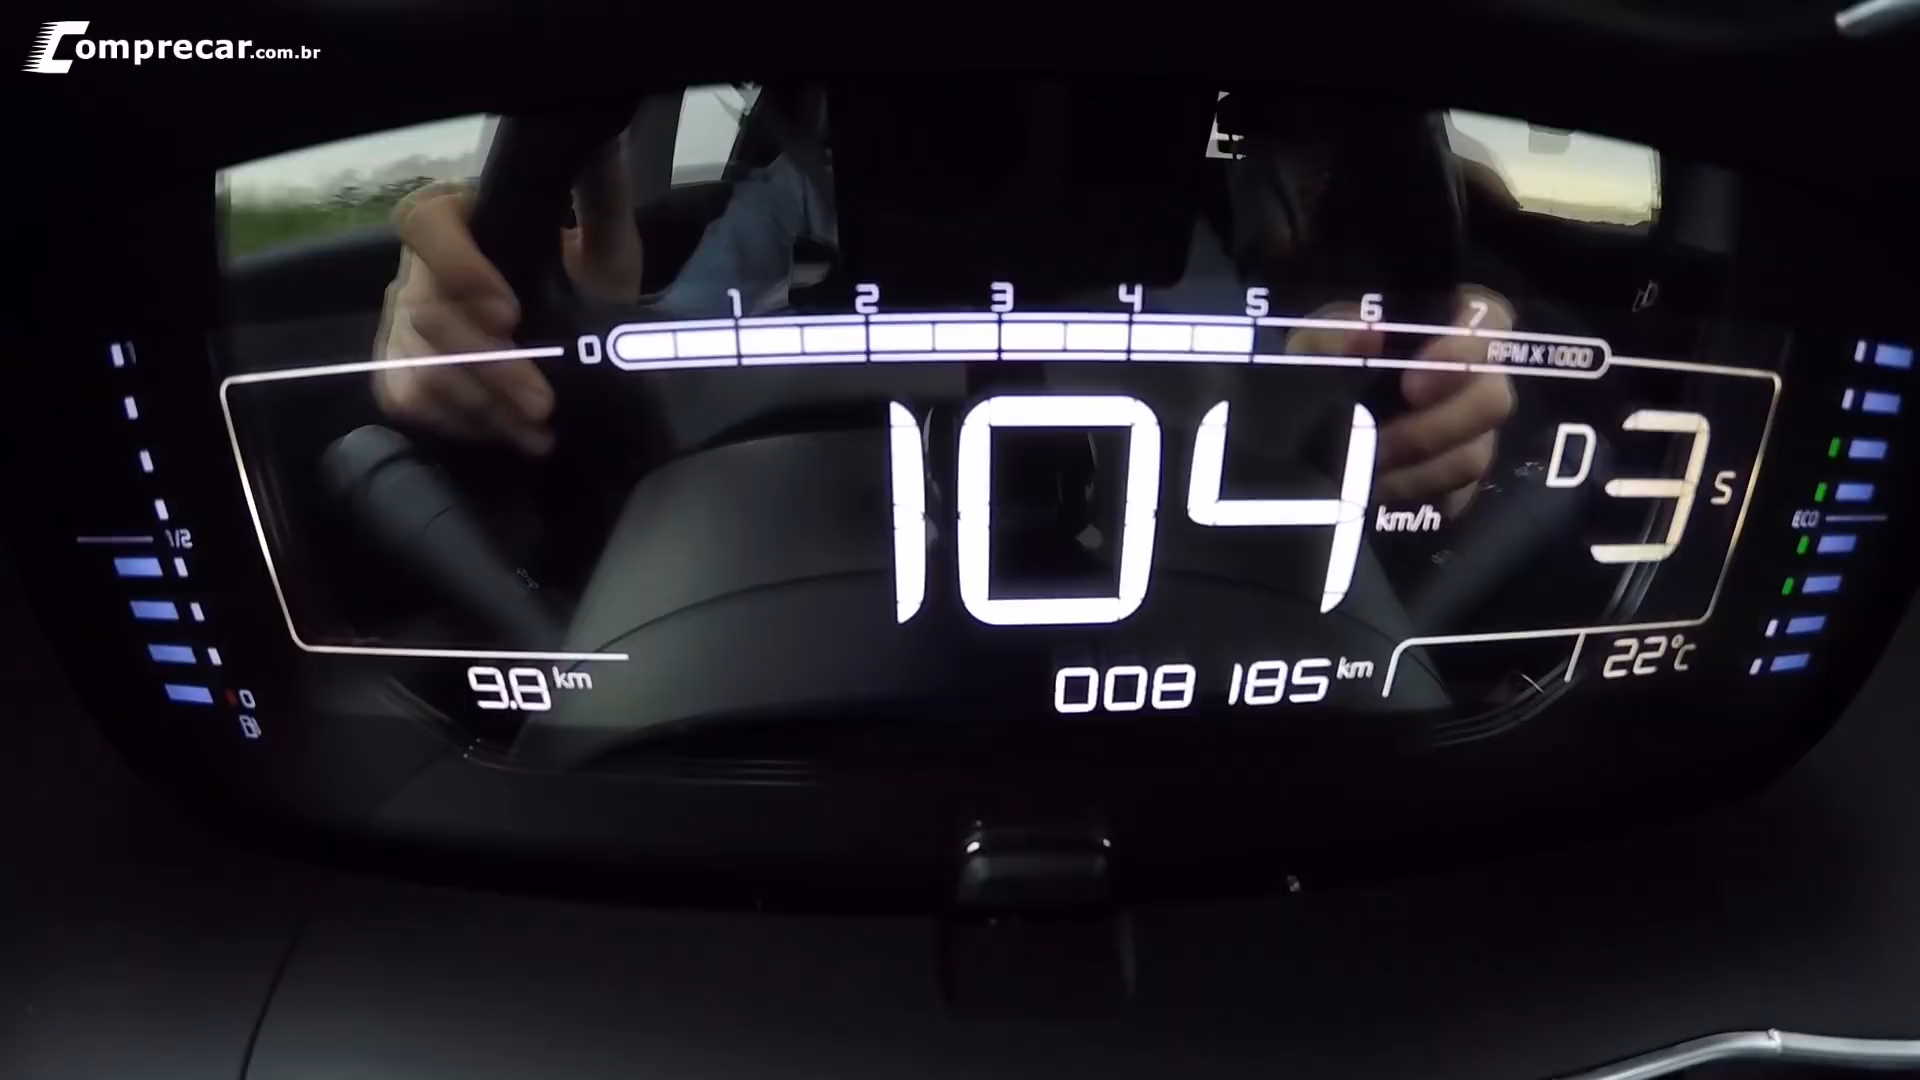 Comprecar.com.br
1 2 3 4 5 6 7
0
RPM X 1000
1
104 km/h
D 3 S
1/2
ECO
9.8 km
008 185 km
22°C
0